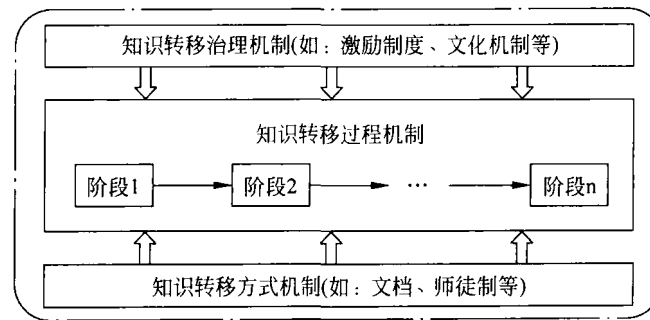 知识转移治理机制(如：激励制度、文化机制等)
知识转移过程机制
阶段1 阶段2 … 阶段n
知识转移方式机制(如：文档、师徒制等)